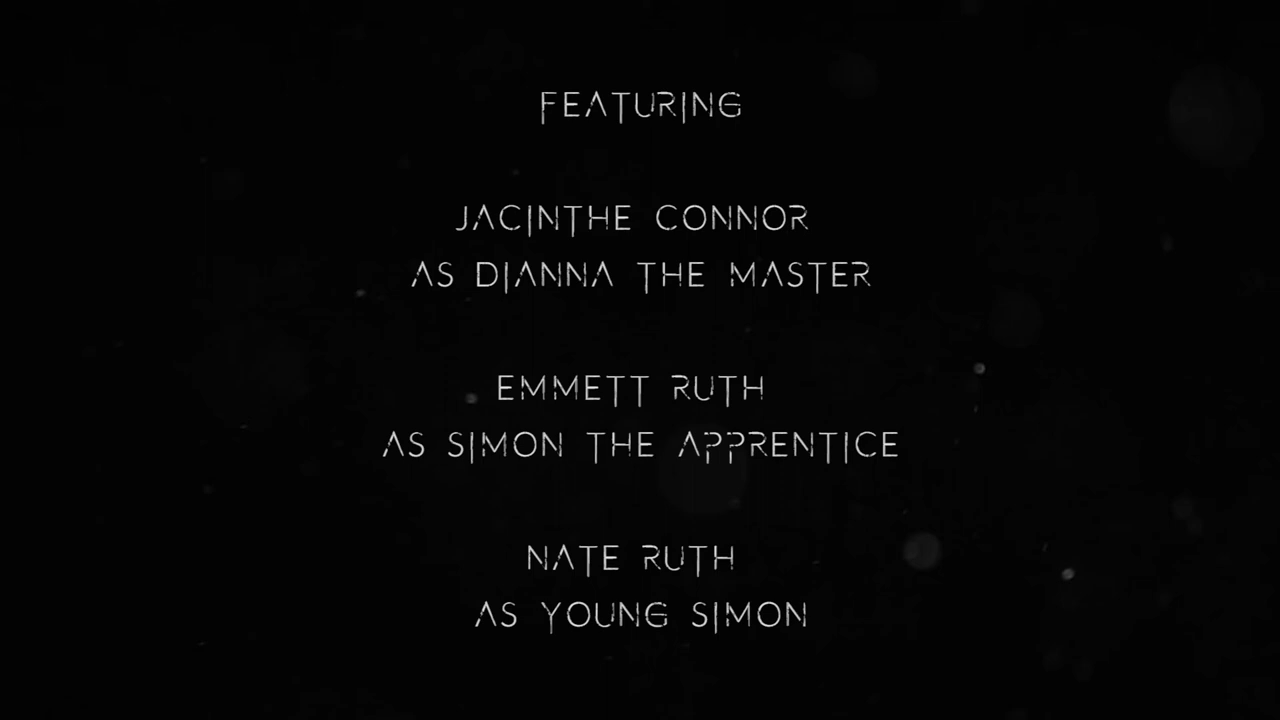 FEATURING
JACINTHE CONNOR
AS DIANNA THE MASTER
EMMETT RUTH
AS SIMON THE APPRENTICE
NATE RUTH
AS YOUNG SIMON